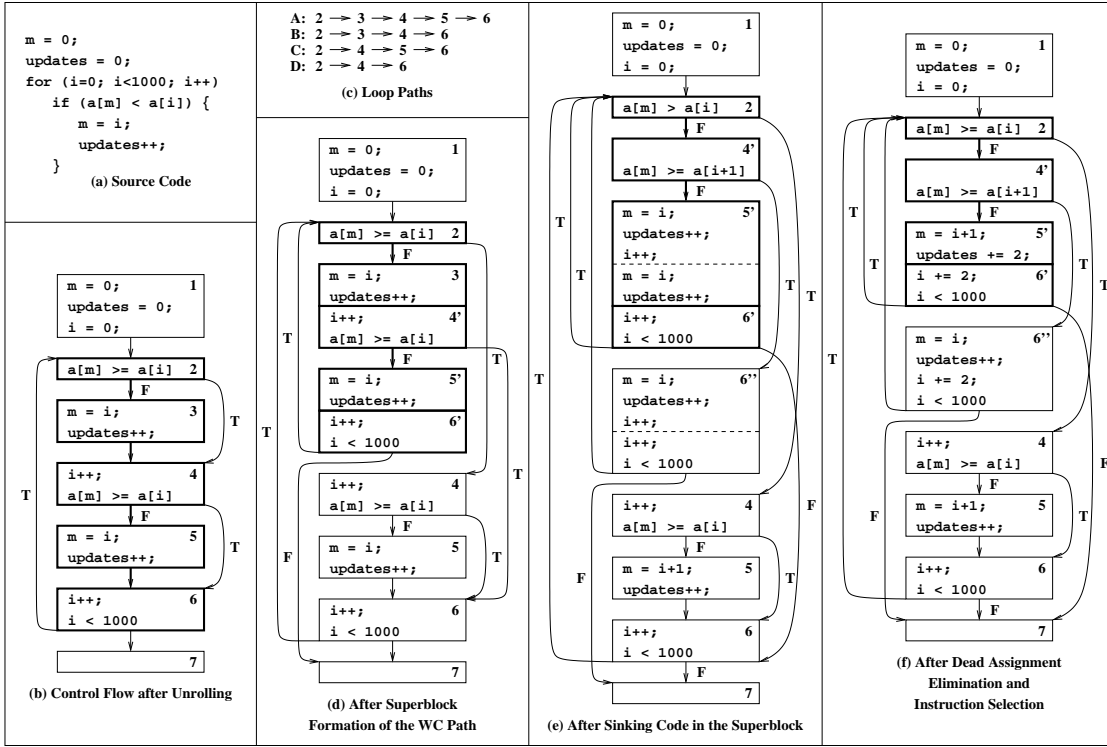 m = 0;
updates = 0;
for (i=0; i<1000; i++)
if (a[m] < a[i]) {
m = i;
updates++;
}
(a) Source Code
m = 0; 1
updates = 0;
i = 0;
a[m] >= a[i] 2
F
m = i; 3
updates++;
T
i++; 4
a[m] >= a[i]
T
F
m = i; 5
updates++;
T
i++; 6
i < 1000
7
(b) Control Flow after Unrolling
A: 2 → 3 → 4 → 5 → 6
B: 2 → 3 → 4 → 6
C: 2 → 4 → 5 → 6
D: 2 → 4 → 6
(c) Loop Paths
m = 0; 1
updates = 0;
i = 0;
a[m] >= a[i] 2
F
m = i; 3
updates++;
i++; 4'
T
a[m] >= a[i]
F
T
m = i; 5'
updates++;
T
i++; 6'
i < 1000
i++; 4
T
a[m] >= a[i]
F
F
T
m = i; 5
updates++;
i++; 6
i < 1000
7
(d) After Superblock
Formation of the WC Path
m = 0; 1
updates = 0;
i = 0;
a[m] > a[i] 2
F
4'
a[m] >= a[i+1]
F
T
m = i; 5'
updates++;
i++;
T
m = i;
T
T
updates++;
i++; 6'
i < 1000
T
m = i; 6''
updates++;
i++;
i++;
i < 1000
i++; 4
F
a[m] >= a[i]
F
F
m = i+1; 5
T
updates++;
i++; 6
i < 1000
F
7
(e) After Sinking Code in the Superblock
m = 0; 1
updates = 0;
i = 0;
a[m] >= a[i] 2
F
4'
a[m] >= a[i+1]
F
T
T
m = i+1; 5'
updates += 2;
T
i += 2; 6'
T
i < 1000
m = i; 6''
updates++;
T
i += 2;
i < 1000
i++; 4
a[m] >= a[i]
F
F
m = i+1; 5
F
T
updates++;
i++; 6
i < 1000
F
7
(f) After Dead Assignment
Elimination and
Instruction Selection